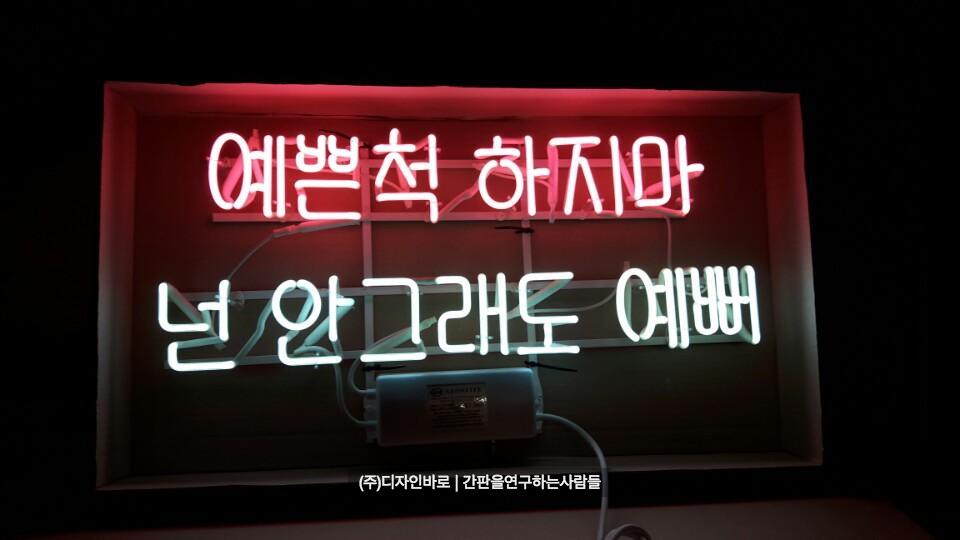 예쁜척 하지마
넌 안그래도 예뻐
(주)디자인바로 | 간판을연구하는사람들